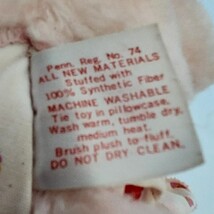 Penn. Reg. No. 74
ALL NEW MATERIALS
Stuffed with
100% Synthetic Fiber
MACHINE WASHABLE
Tie toy in pillowcase.
Wash warm, tumble dry,
medium heat.
Brush plush to fluff.
DO NOT DRY CLEAN.